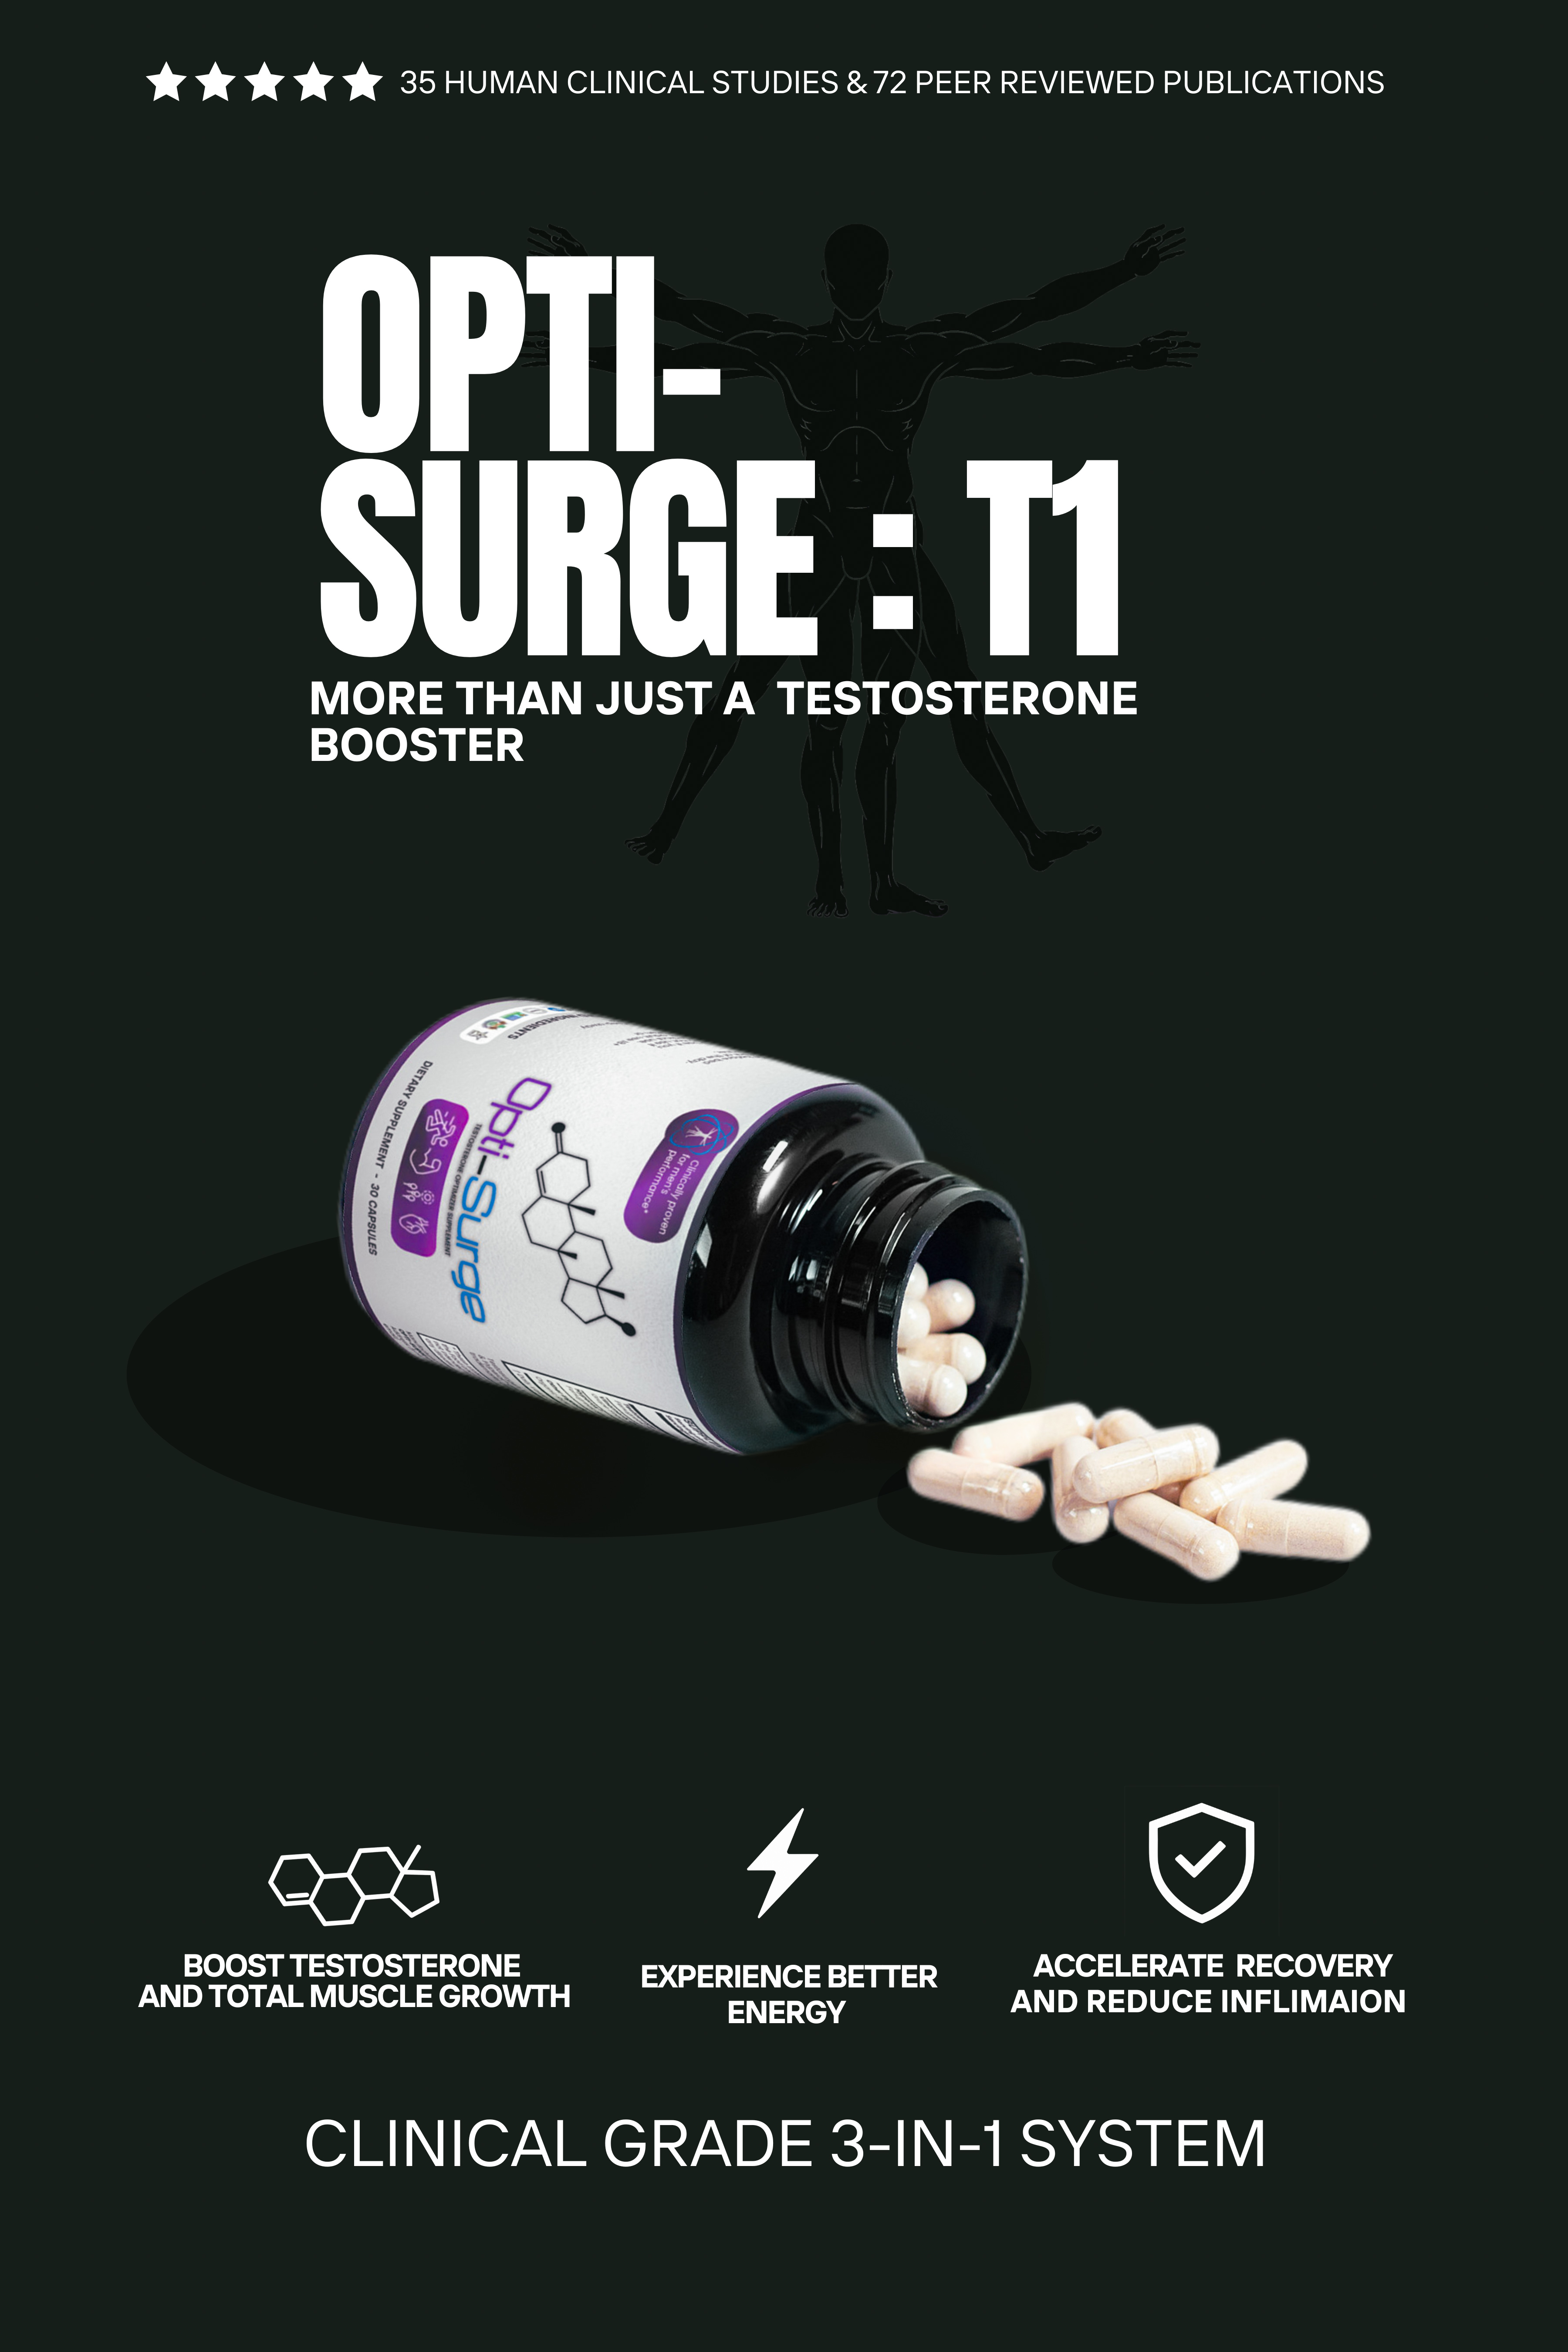 35 HUMAN CLINICAL STUDIES & 72 PEER REVIEWED PUBLICATIONS
OPTI-
SURGE : T1
MORE THAN JUST A TESTOSTERONE
BOOSTER
INGREDIENTS
Clinically proven
for men's
performance*
Opti-Surge
TESTOSTERONE OPTIMIZER SUPPLEMENT
DIETARY SUPPLEMENT - 30 CAPSULES
BOOST TESTOSTERONE
AND TOTAL MUSCLE GROWTH
EXPERIENCE BETTER
ENERGY
ACCELERATE RECOVERY
AND REDUCE INFLIMAION
CLINICAL GRADE 3-IN-1 SYSTEM